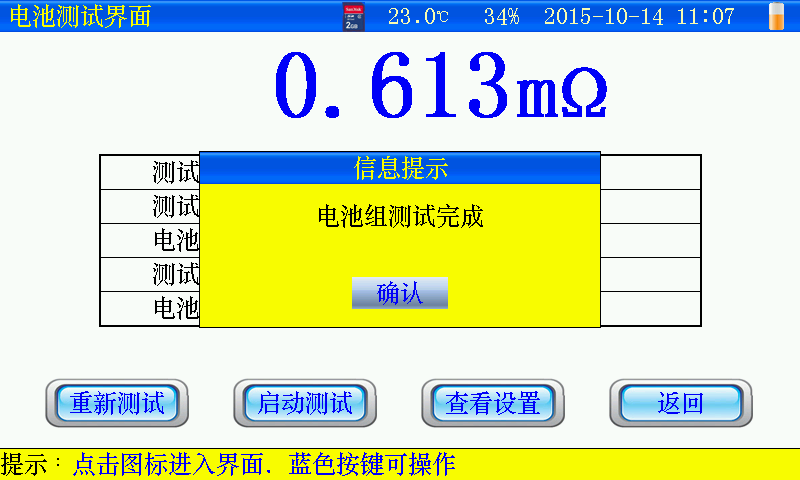 电池测试界面 SanDisk 2GB 23.0℃ 34% 2015-10-14 11:07
0.613mΩ
测试
信息提示
测试
电池组测试完成
电池
测试
确认
电池
重新测试 启动测试 查看设置 返回
提示：点击图标进入界面．蓝色按键可操作